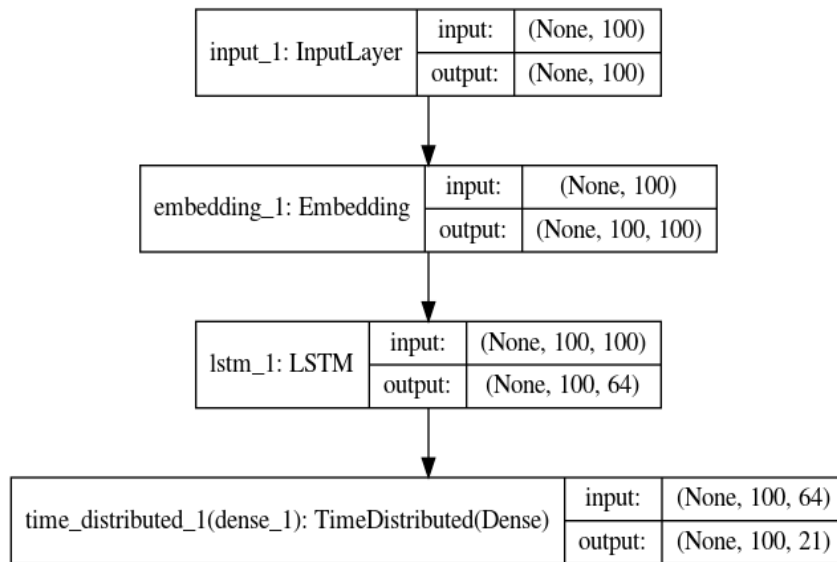 input_1: InputLayer
input: (None, 100)
output: (None, 100)
embedding_1: Embedding
input: (None, 100)
output: (None, 100, 100)
lstm_1: LSTM
input: (None, 100, 100)
output: (None, 100, 64)
time_distributed_1(dense_1): TimeDistributed(Dense)
input: (None, 100, 64)
output: (None, 100, 21)